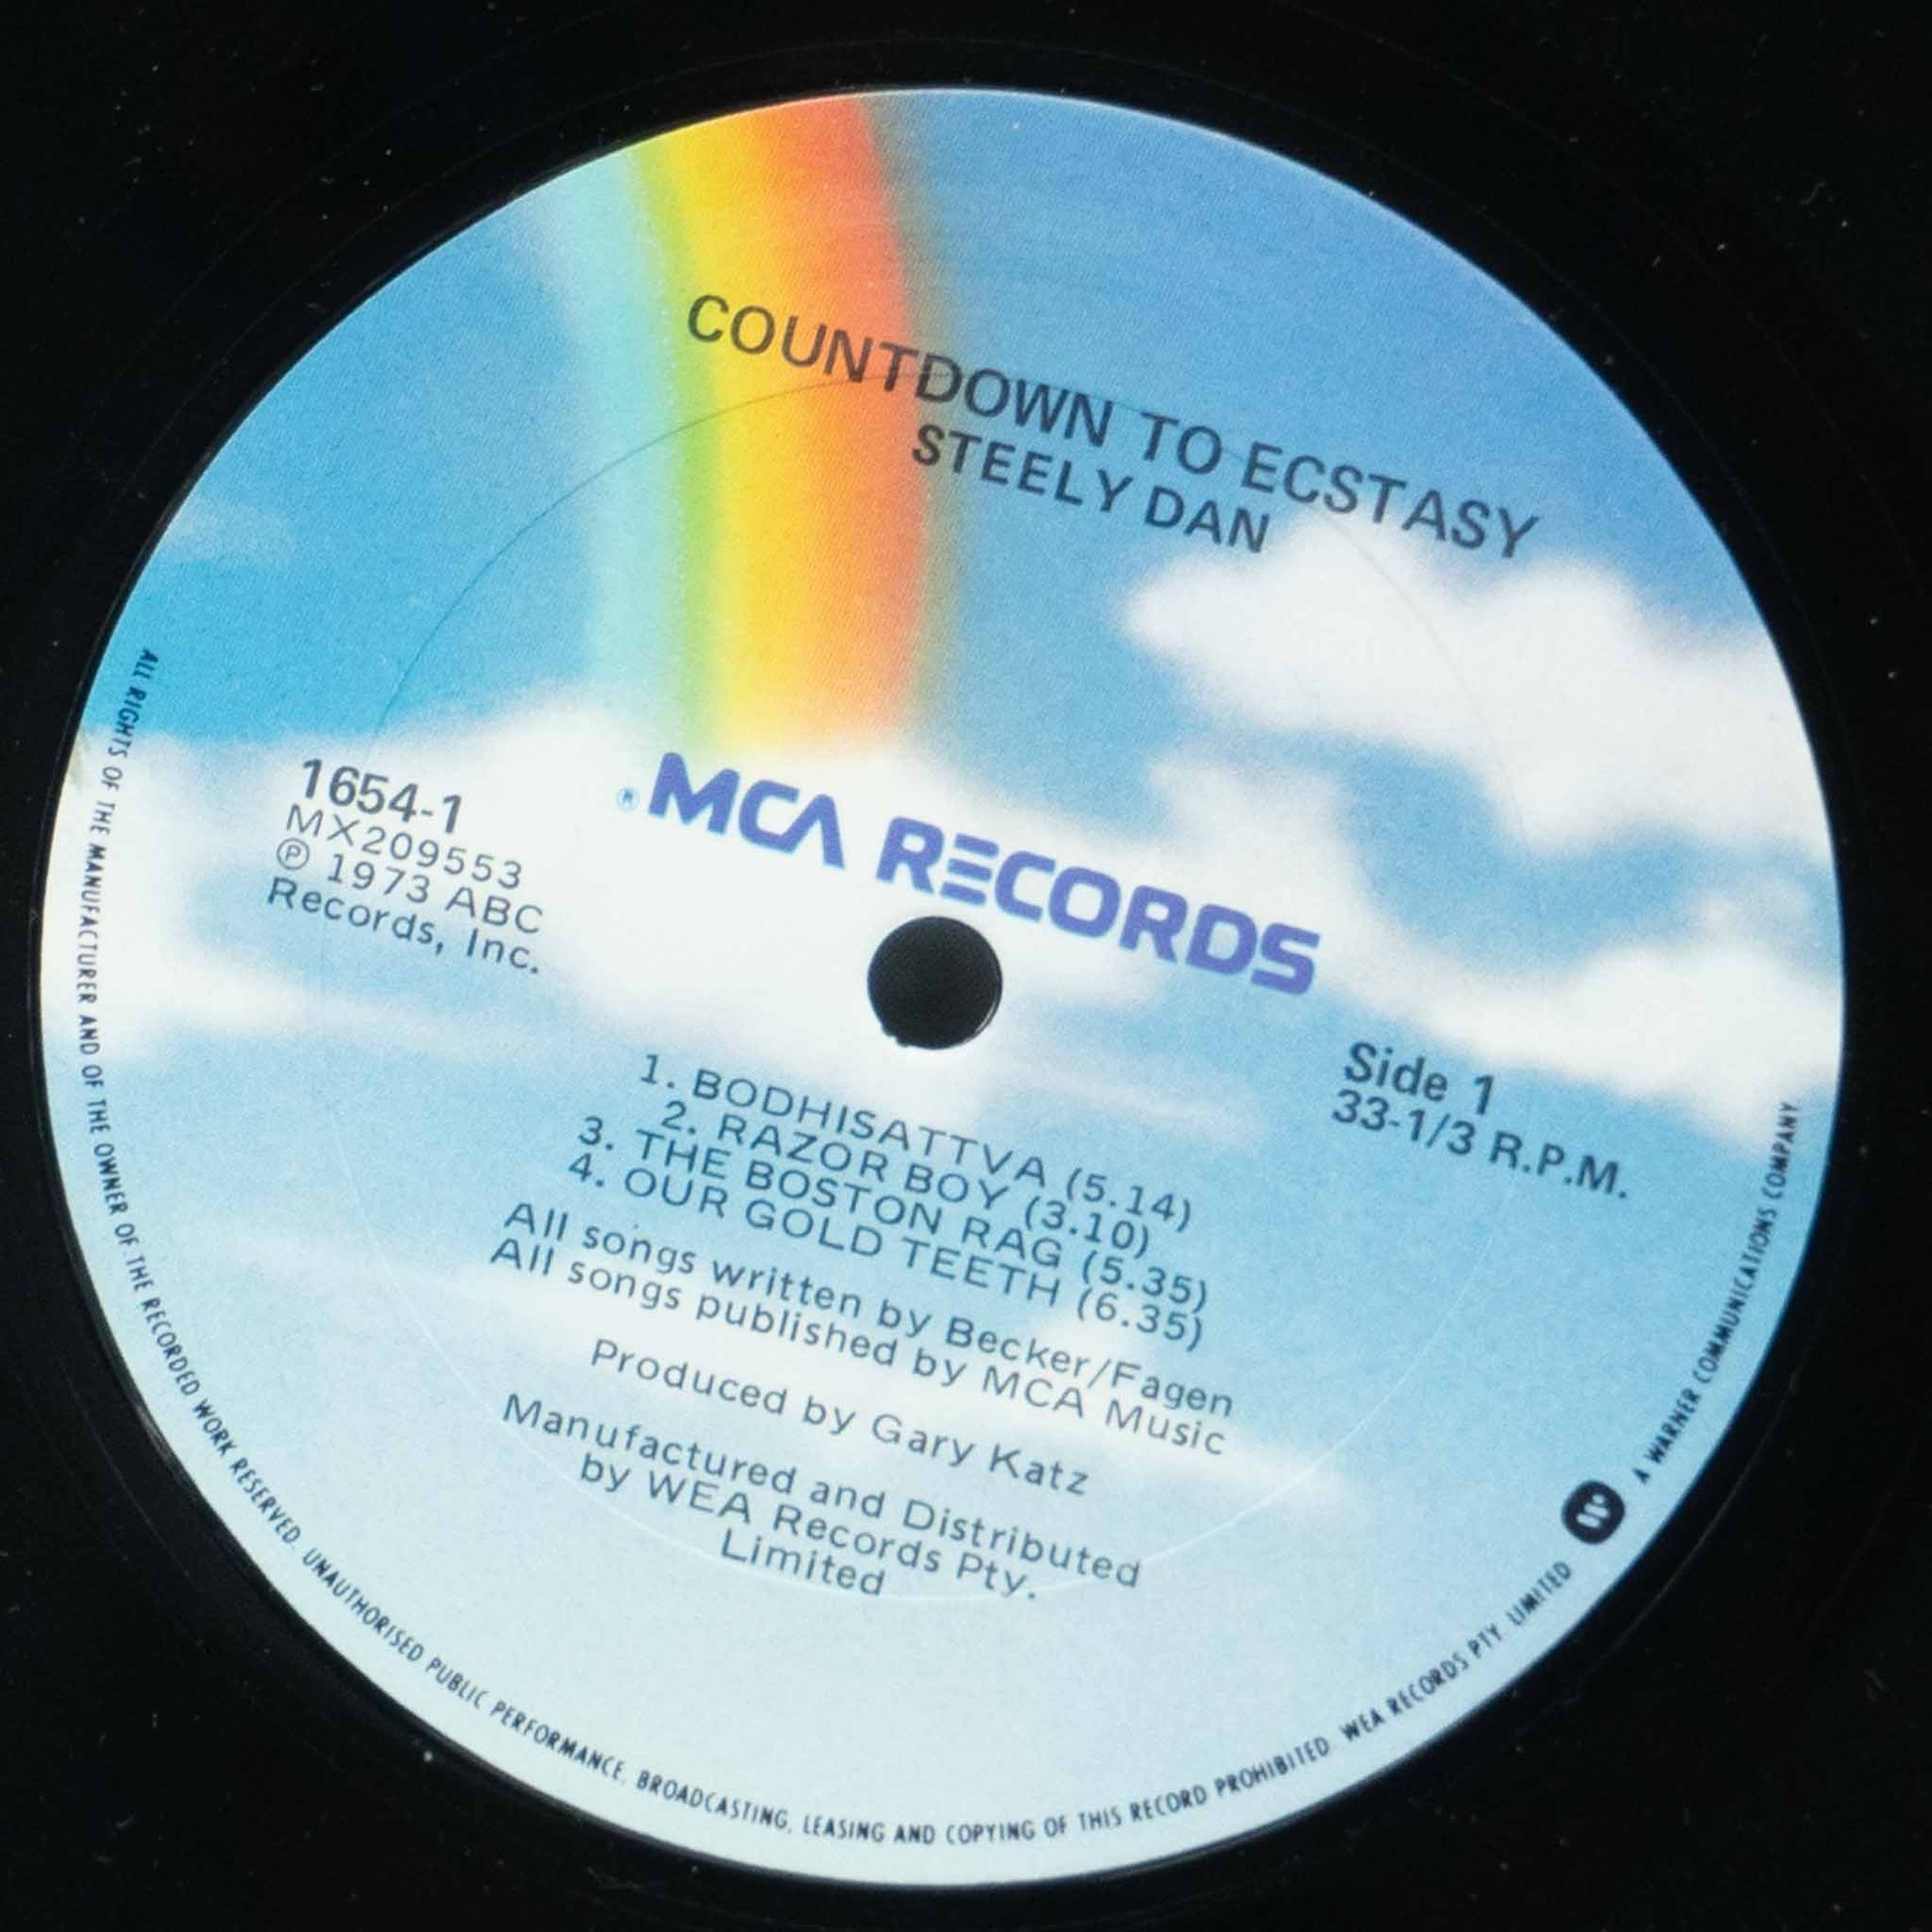 COUNTDOWN TO ECSTASY
STEELY DAN
MCA RECORDS ®
1654-1
MX209553
℗ 1973 ABC
Records, Inc.
Side 1
33-1/3 R.P.M.
1. BODHISATTVA (5.14)
2. RAZOR BOY (3.10)
3. THE BOSTON RAG (5.35)
4. OUR GOLD TEETH (6.35)
All songs written by Becker/Fagen
All songs published by MCA Music
Produced by Gary Katz
Manufactured and Distributed
by WEA Records Pty.
Limited
ALL RIGHTS OF THE MANUFACTURER AND OF THE OWNER OF THE RECORDED WORK RESERVED. UNAUTHORISED PUBLIC PERFORMANCE, BROADCASTING, LEASING AND COPYING OF THIS RECORD PROHIBITED. WEA RECORDS PTY. LIMITED A WARNER COMMUNICATIONS COMPANY